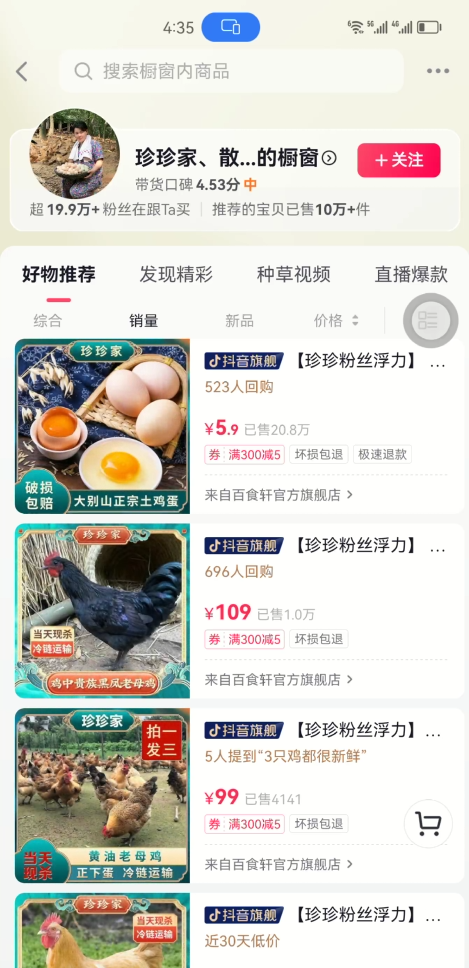 4:35
搜索橱窗内商品
珍珍家、散...的橱窗
+关注
带货口碑 4.53分 中
超 19.9万+ 粉丝在跟Ta买 | 推荐的宝贝已售10万+件
好物推荐 发现精彩 种草视频 直播爆款
综合 销量 新品 价格
珍珍家
破损
包赔
大别山正宗土鸡蛋
抖音旗舰 【珍珍粉丝浮力】 ...
523人回购
¥5.9 已售20.8万
券 满300减5 坏损包退 极速退款
来自百食轩官方旗舰店 >
珍珍家
当天现杀
冷链运输
鸡中贵族黑凤老母鸡
抖音旗舰 【珍珍粉丝浮力】 ...
696人回购
¥109 已售1.0万
券 满300减5 坏损包退
来自百食轩官方旗舰店 >
珍珍家
拍一
发三
当天
现杀
黄油老母鸡
正下蛋 冷链运输
抖音旗舰 【珍珍粉丝浮力】 ...
5人提到“3只鸡都很新鲜”
¥99 已售4141
券 满300减5 坏损包退
来自百食轩官方旗舰店 >
珍珍家
当天现杀
冷链运输
抖音旗舰 【珍珍粉丝浮力】 ...
近30天低价